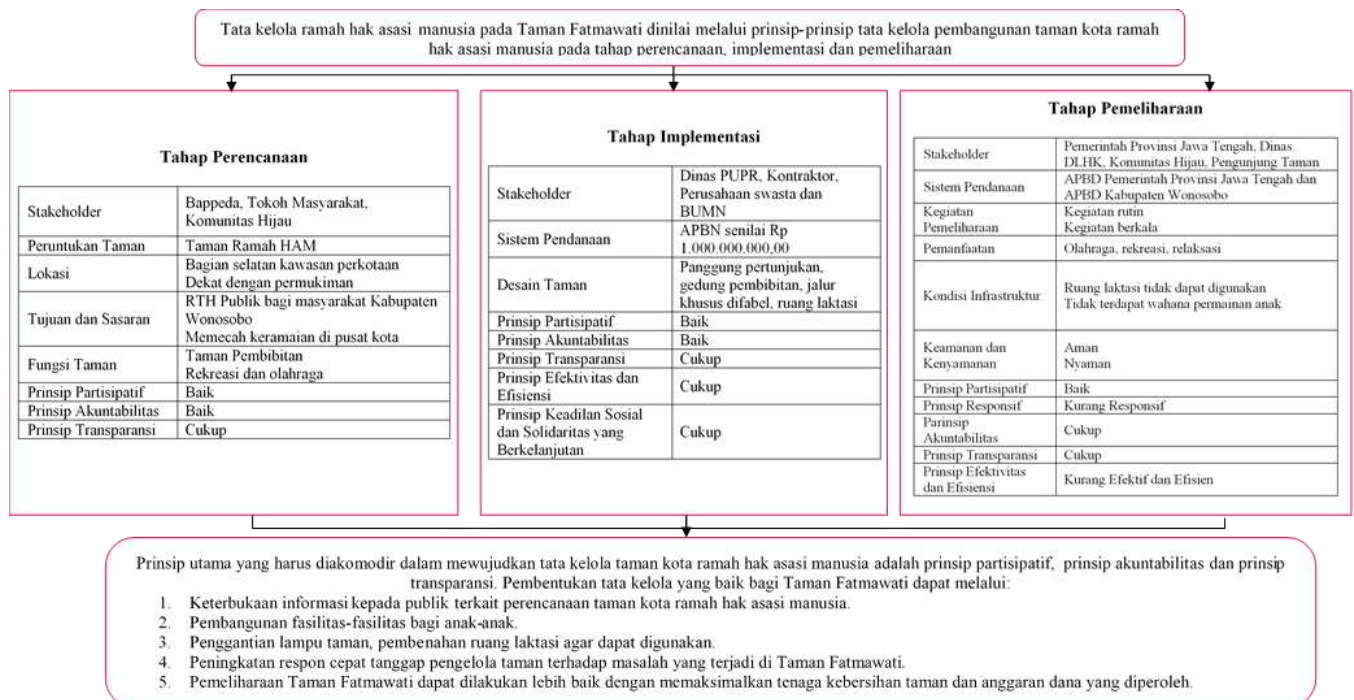 Tata kelola ramah hak asasi manusia pada Taman Fatmawati dinilai melalui prinsip-prinsip tata kelola pembangunan taman kota ramah
hak asasi manusia pada tahap perencanaan, implementasi dan pemeliharaan
Tahap Perencanaan
Stakeholder
Bappeda, Tokoh Masyarakat,
Komunitas Hijau
Peruntukan Taman
Taman Ramah HAM
Lokasi
Bagian selatan kawasan perkotaan
Dekat dengan permukiman
Tujuan dan Sasaran
RTH Publik bagi masyarakat Kabupaten
Wonosobo
Memecah keramaian di pusat kota
Fungsi Taman
Taman Pembibitan
Rekreasi dan olahraga
Prinsip Partisipatif
Baik
Prinsip Akuntabilitas
Baik
Prinsip Transparansi
Cukup
Tahap Implementasi
Stakeholder
Dinas PUPR, Kontraktor,
Perusahaan swasta dan
BUMN
Sistem Pendanaan
APBN senilai Rp
1.000.000.000,00
Desain Taman
Panggung pertunjukan,
gedung pembibitan, jalur
khusus difabel, ruang laktasi
Prinsip Partisipatif
Baik
Prinsip Akuntabilitas
Baik
Prinsip Transparansi
Cukup
Prinsip Efektivitas dan
Efisiensi
Cukup
Prinsip Keadilan Sosial
dan Solidaritas yang
Berkelanjutan
Cukup
Tahap Pemeliharaan
Stakeholder
Pemerintah Provinsi Jawa Tengah, Dinas
DLHK, Komunitas Hijau, Pengunjung Taman
Sistem Pendanaan
APBD Pemerintah Provinsi Jawa Tengah dan
APBD Kabupaten Wonosobo
Kegiatan
Pemeliharaan
Kegiatan rutin
Kegiatan berkala
Pemanfaatan
Olahraga, rekreasi, relaksasi
Kondisi Infrastruktur
Ruang laktasi tidak dapat digunakan
Tidak terdapat wahana permainan anak
Keamanan dan
Kenyamanan
Aman
Nyaman
Prinsip Partisipatif
Baik
Prinsip Responsif
Kurang Responsif
Parinsip
Akuntabilitas
Cukup
Prinsip Transparansi
Cukup
Prinsip Efektivitas
dan Efisiensi
Kurang Efektif dan Efisien
Prinsip utama yang harus diakomodir dalam mewujudkan tata kelola taman kota ramah hak asasi manusia adalah prinsip partisipatif, prinsip akuntabilitas dan prinsip
transparansi. Pembentukan tata kelola yang baik bagi Taman Fatmawati dapat melalui:
1. Keterbukaan informasi kepada publik terkait perencanaan taman kota ramah hak asasi manusia.
2. Pembangunan fasilitas-fasilitas bagi anak-anak.
3. Penggantian lampu taman, pembenahan ruang laktasi agar dapat digunakan.
4. Peningkatan respon cepat tanggap pengelola taman terhadap masalah yang terjadi di Taman Fatmawati.
5. Pemeliharaan Taman Fatmawati dapat dilakukan lebih baik dengan memaksimalkan tenaga kebersihan taman dan anggaran dana yang diperoleh.